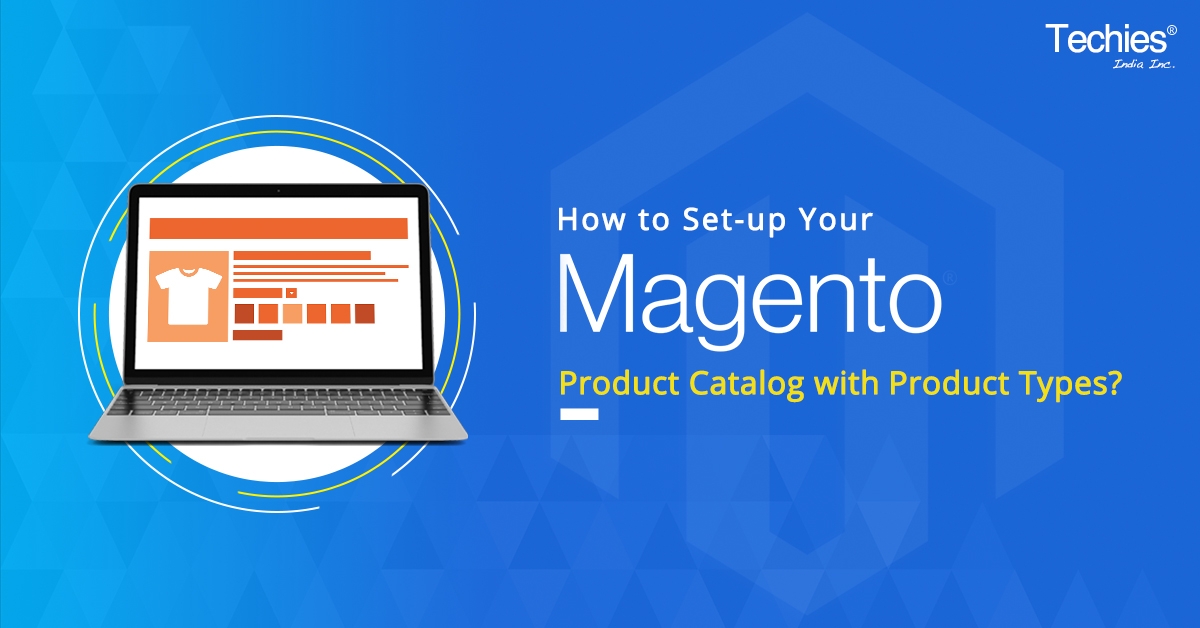 Techies®
India Inc.
How to Set-up Your
Magento®
Product Catalog with Product Types?